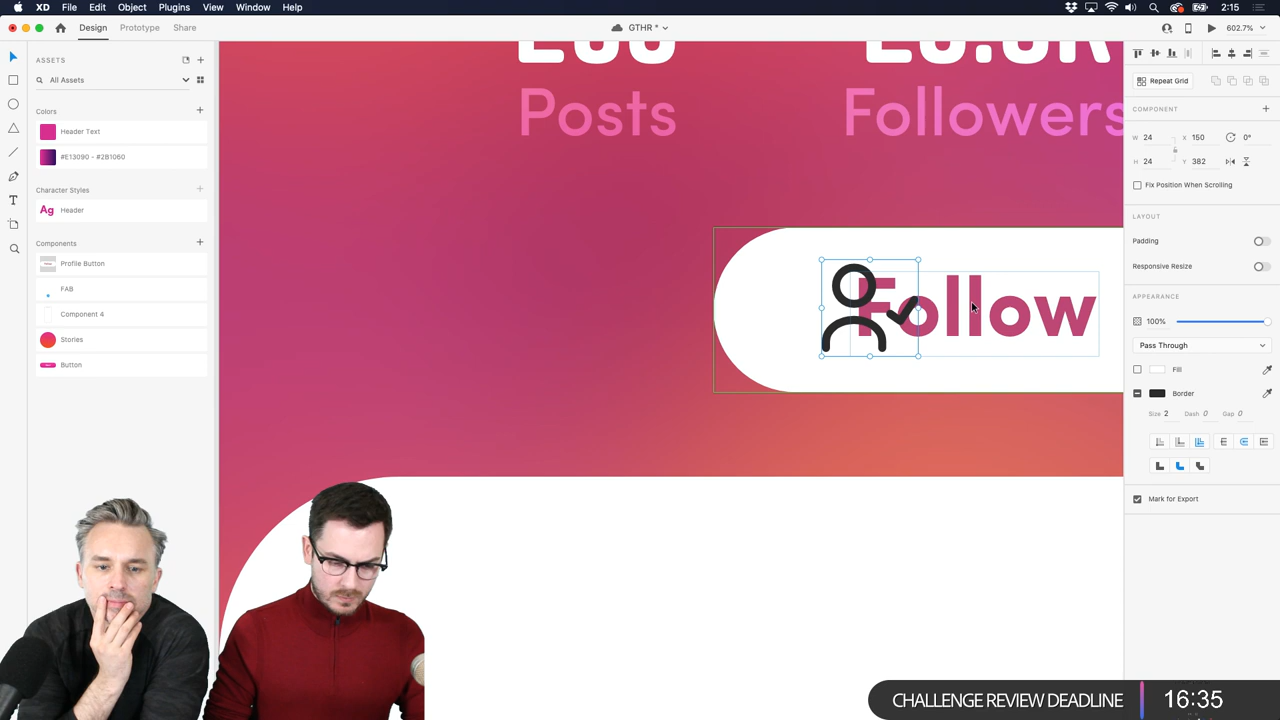 XD File Edit Object Plugins View Window Help 2:15
Design Prototype Share GTHR * 602.7%
ASSETS
All Assets
Colors
Header Text
#E13090 - #2B1060
Character Styles
Ag Header
Components
Profile Button
FAB
Component 4
Stories
Button
Posts Followers
Follow
Repeat Grid
COMPONENT
W 24 X 150 0°
H 24 Y 382
Fix Position When Scrolling
LAYOUT
Padding
Responsive Resize
APPEARANCE
100%
Pass Through
Fill
Border
Size 2 Dash 0 Gap 0
Mark for Export
CHALLENGE REVIEW DEADLINE 16:35